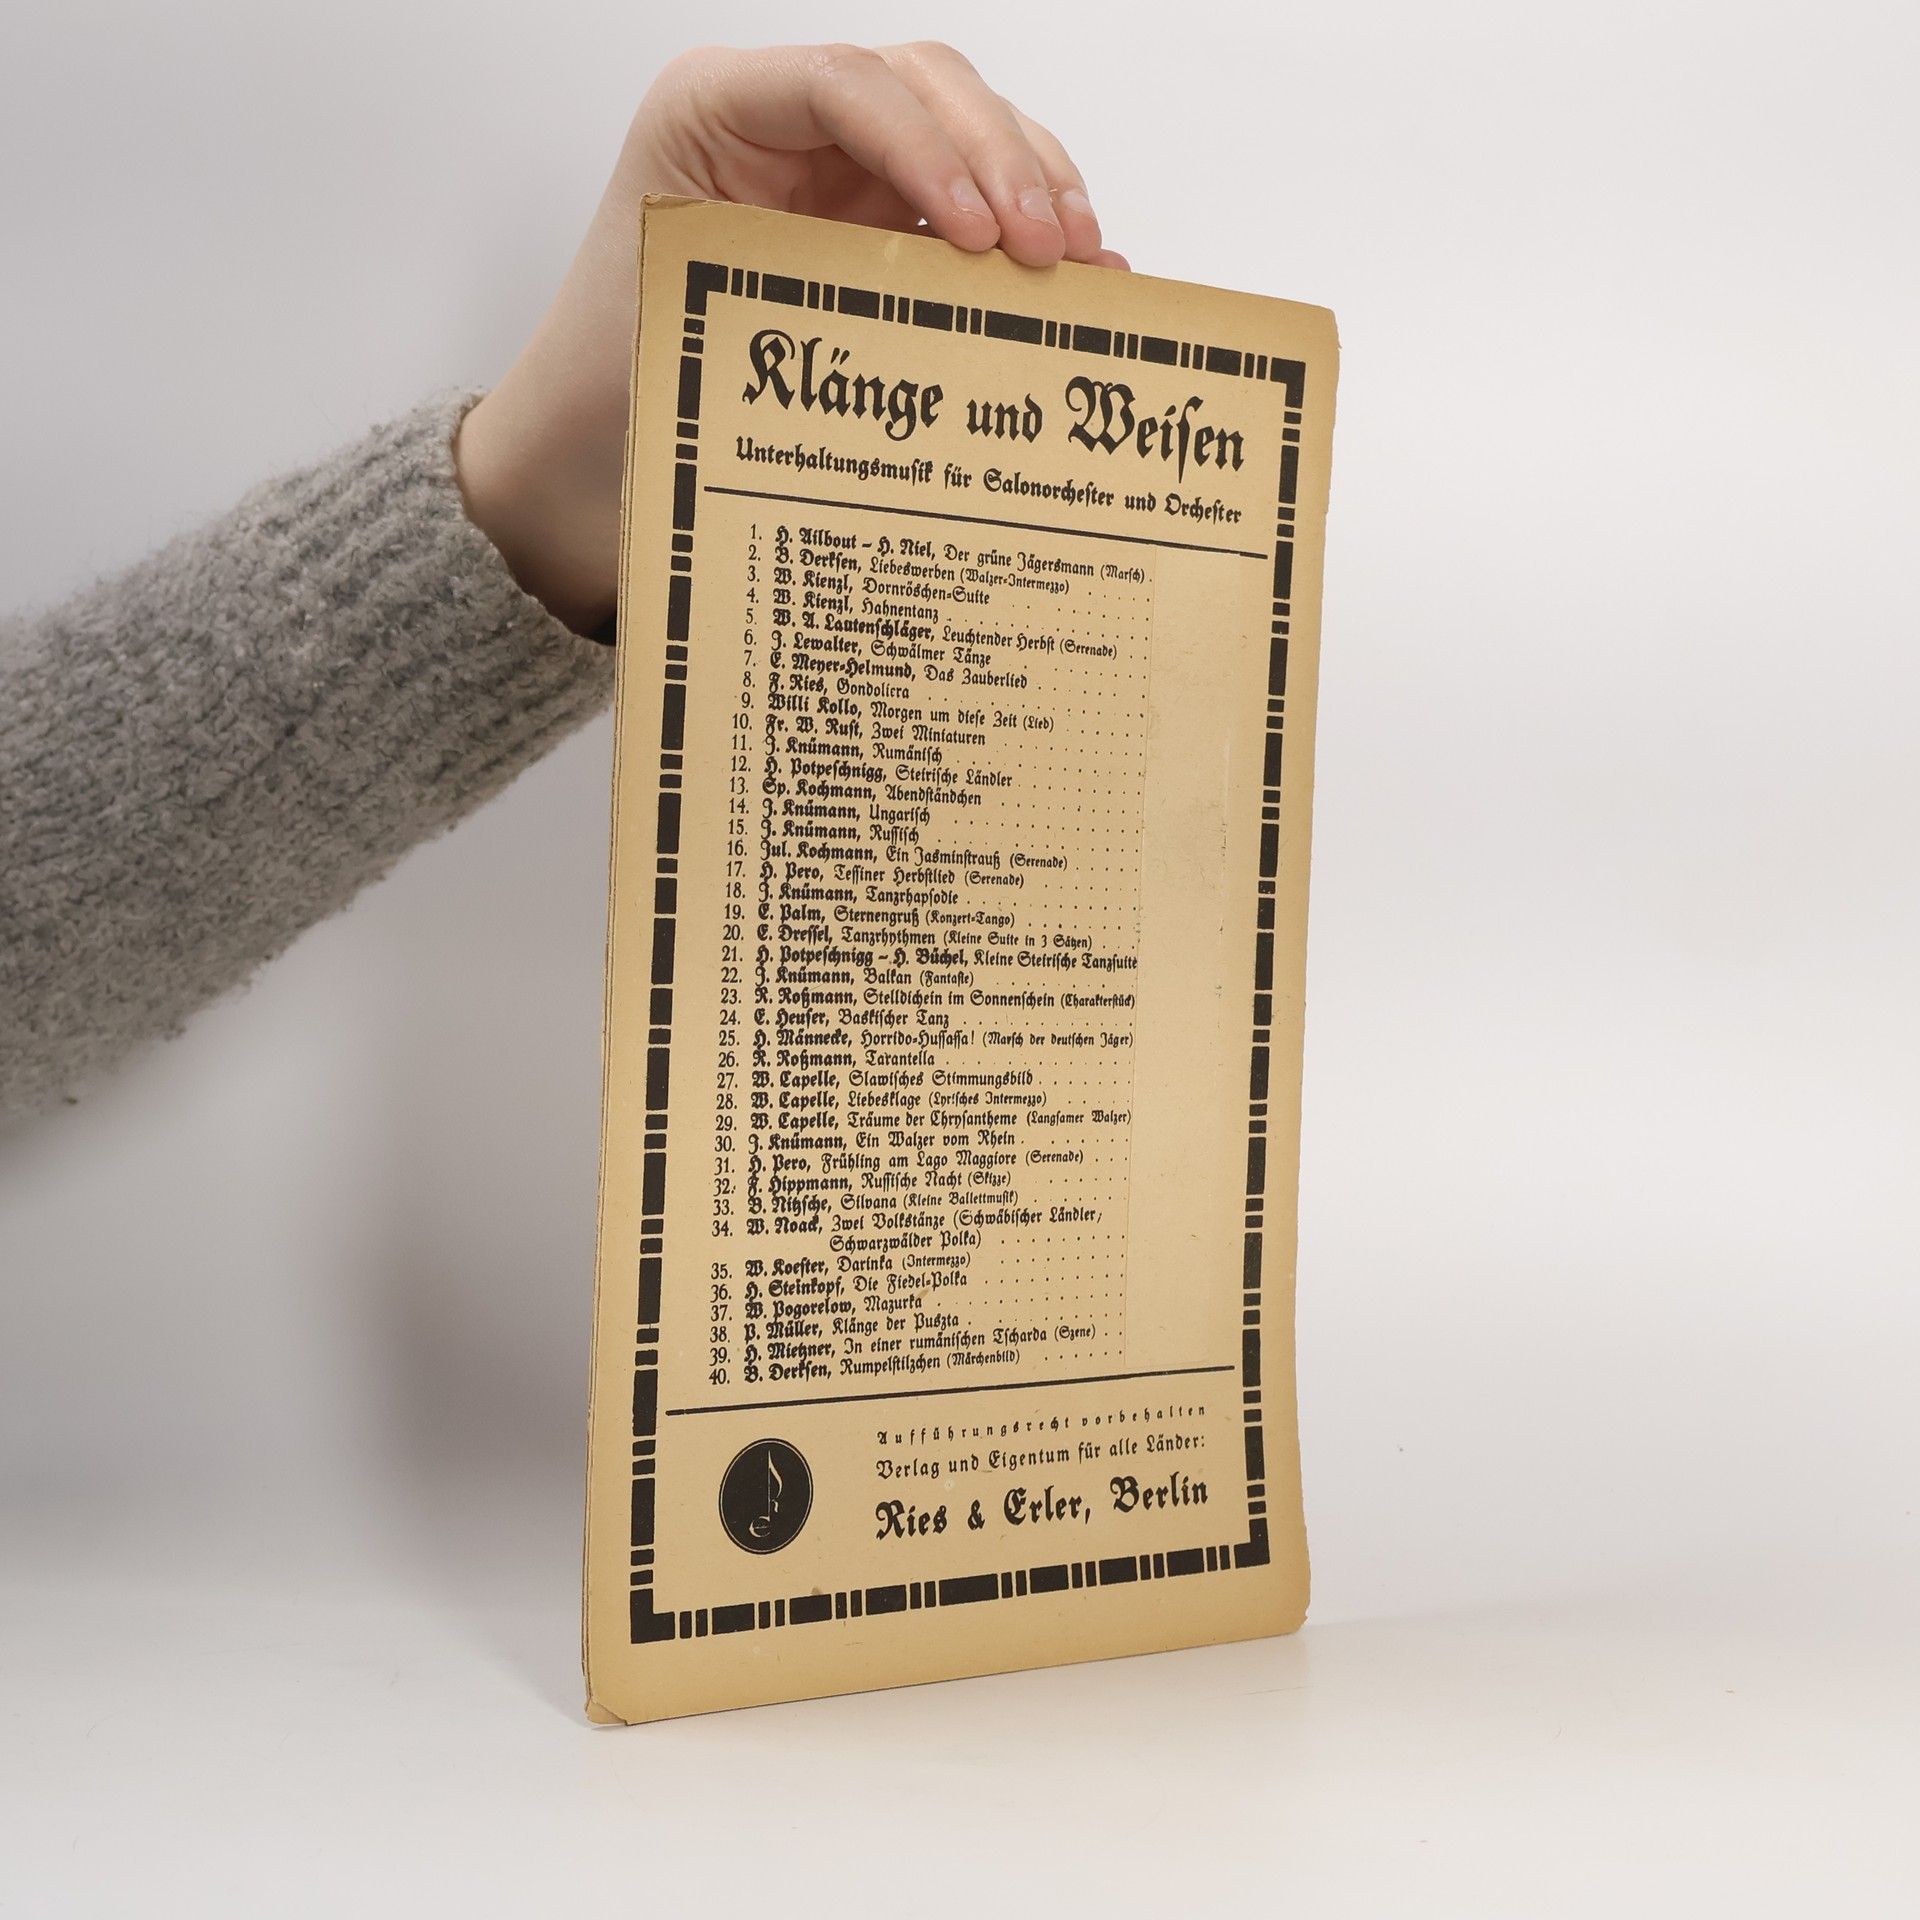 Klänge und Weisen
Unterhaltungsmusik für Salonorchester und Orchester
1. H. Ailbout – H. Niel, Der grüne Jägersmann (Marsch) .
2. B. Derksen, Liebeswerben (Walzer-Intermezzo) . . . . .
3. W. Kienzl, Dornröschen-Suite . . . . . . . .
4. W. Kienzl, Hahnentanz . . . . . . . . . .
5. W. A. Lautenschläger, Leuchtender Herbst (Serenade) . .
6. J. Lewalter, Schwälmer Tänze . . . . . . . .
7. E. Meyer-Helmund, Das Zauberlied . . . . . . .
8. F. Ries, Gondoliera . . . . . . . . . . .
9. Willi Kollo, Morgen um diese Zeit (Lied) . . . . .
10. Fr. W. Rust, Zwei Miniaturen . . . . . . . .
11. J. Knümann, Rumänisch . . . . . . . . . .
12. H. Potpeschnigg, Steirische Ländler . . . . . . .
13. Sp. Kochmann, Abendständchen . . . . . . . .
14. J. Knümann, Ungarisch . . . . . . . . . .
15. J. Knümann, Russisch . . . . . . . . . . .
16. Jul. Kochmann, Ein Jasminstrauß (Serenade) . . . .
17. H. Pero, Tessiner Herbstlied (Serenade) . . . . .
18. J. Knümann, Tanzrhapsodie . . . . . . . . .
19. E. Palm, Sternengruß (Konzert-Tango) . . . . . .
20. E. Dressel, Tanzrhythmen (Kleine Suite in 3 Sätzen) . . .
21. H. Potpeschnigg – H. Büchel, Kleine Steirische Tanzsuite
22. J. Knümann, Balkan (Fantasie) . . . . . . . .
23. R. Roßmann, Stelldichein im Sonnenschein (Charakterstück)
24. E. Heuser, Baskischer Tanz . . . . . . . . .
25. H. Männecke, Horrido-Hussassa! (Marsch der deutschen Jäger)
26. R. Roßmann, Tarantella . . . . . . . . . .
27. W. Capelle, Slawisches Stimmungsbild . . . . . . .
28. W. Capelle, Liebesklage (Lyrisches Intermezzo) . . . . .
29. W. Capelle, Träume der Chrysantheme (Langsamer Walzer)
30. J. Knümann, Ein Walzer vom Rhein . . . . . . .
31. H. Pero, Frühling am Lago Maggiore (Serenade) . . .
32. F. Hippmann, Russische Nacht (Skizze) . . . . . .
33. B. Nitzsche, Silvana (Kleine Ballettmusik) . . . . . .
34. W. Noack, Zwei Volkstänze (Schwäbischer Ländler,
Schwarzwälder Polka) . . . . . . .
35. W. Koester, Darinka (Intermezzo) . . . . . . .
36. H. Steinkopf, Die Fiedel-Polka . . . . . . . .
37. W. Pogorelow, Mazurka . . . . . . . . . .
38. P. Müller, Klänge der Puszta . . . . . . . . .
39. H. Mietzner, In einer rumänischen Tscharda (Szene) . .
40. B. Derksen, Rumpelstilzchen (Märchenbild) . . . . .
Aufführungsrecht vorbehalten
Verlag und Eigentum für alle Länder:
Ries & Erler, Berlin